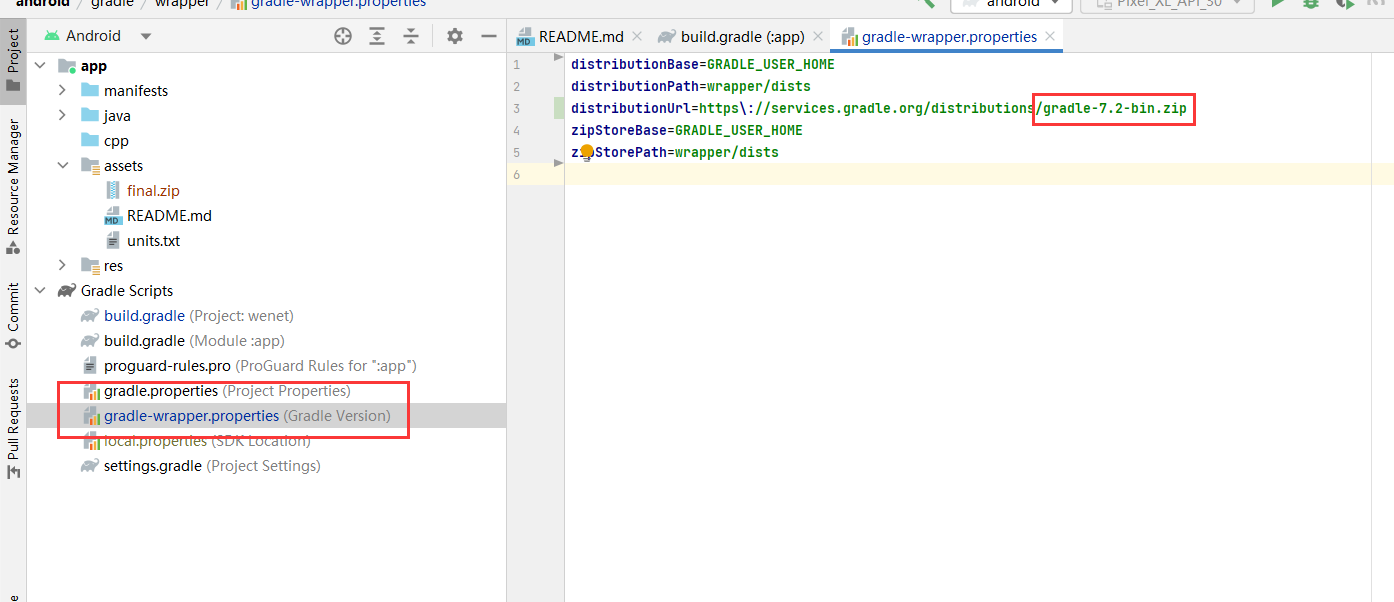 android / gradle / wrapper / gradle-wrapper.properties
android
Pixel_XL_API_30
Project
Resource Manager
Commit
Pull Requests
Android
app
manifests
java
cpp
assets
final.zip
MD README.md
units.txt
res
Gradle Scripts
build.gradle (Project: wenet)
build.gradle (Module :app)
proguard-rules.pro (ProGuard Rules for ":app")
gradle.properties (Project Properties)
gradle-wrapper.properties (Gradle Version)
local.properties (SDK Location)
settings.gradle (Project Settings)
MD README.md
build.gradle (:app)
gradle-wrapper.properties
1 distributionBase=GRADLE_USER_HOME
2 distributionPath=wrapper/dists
3 distributionUrl=https\://services.gradle.org/distributions/gradle-7.2-bin.zip
4 zipStoreBase=GRADLE_USER_HOME
5 zipStorePath=wrapper/dists
6